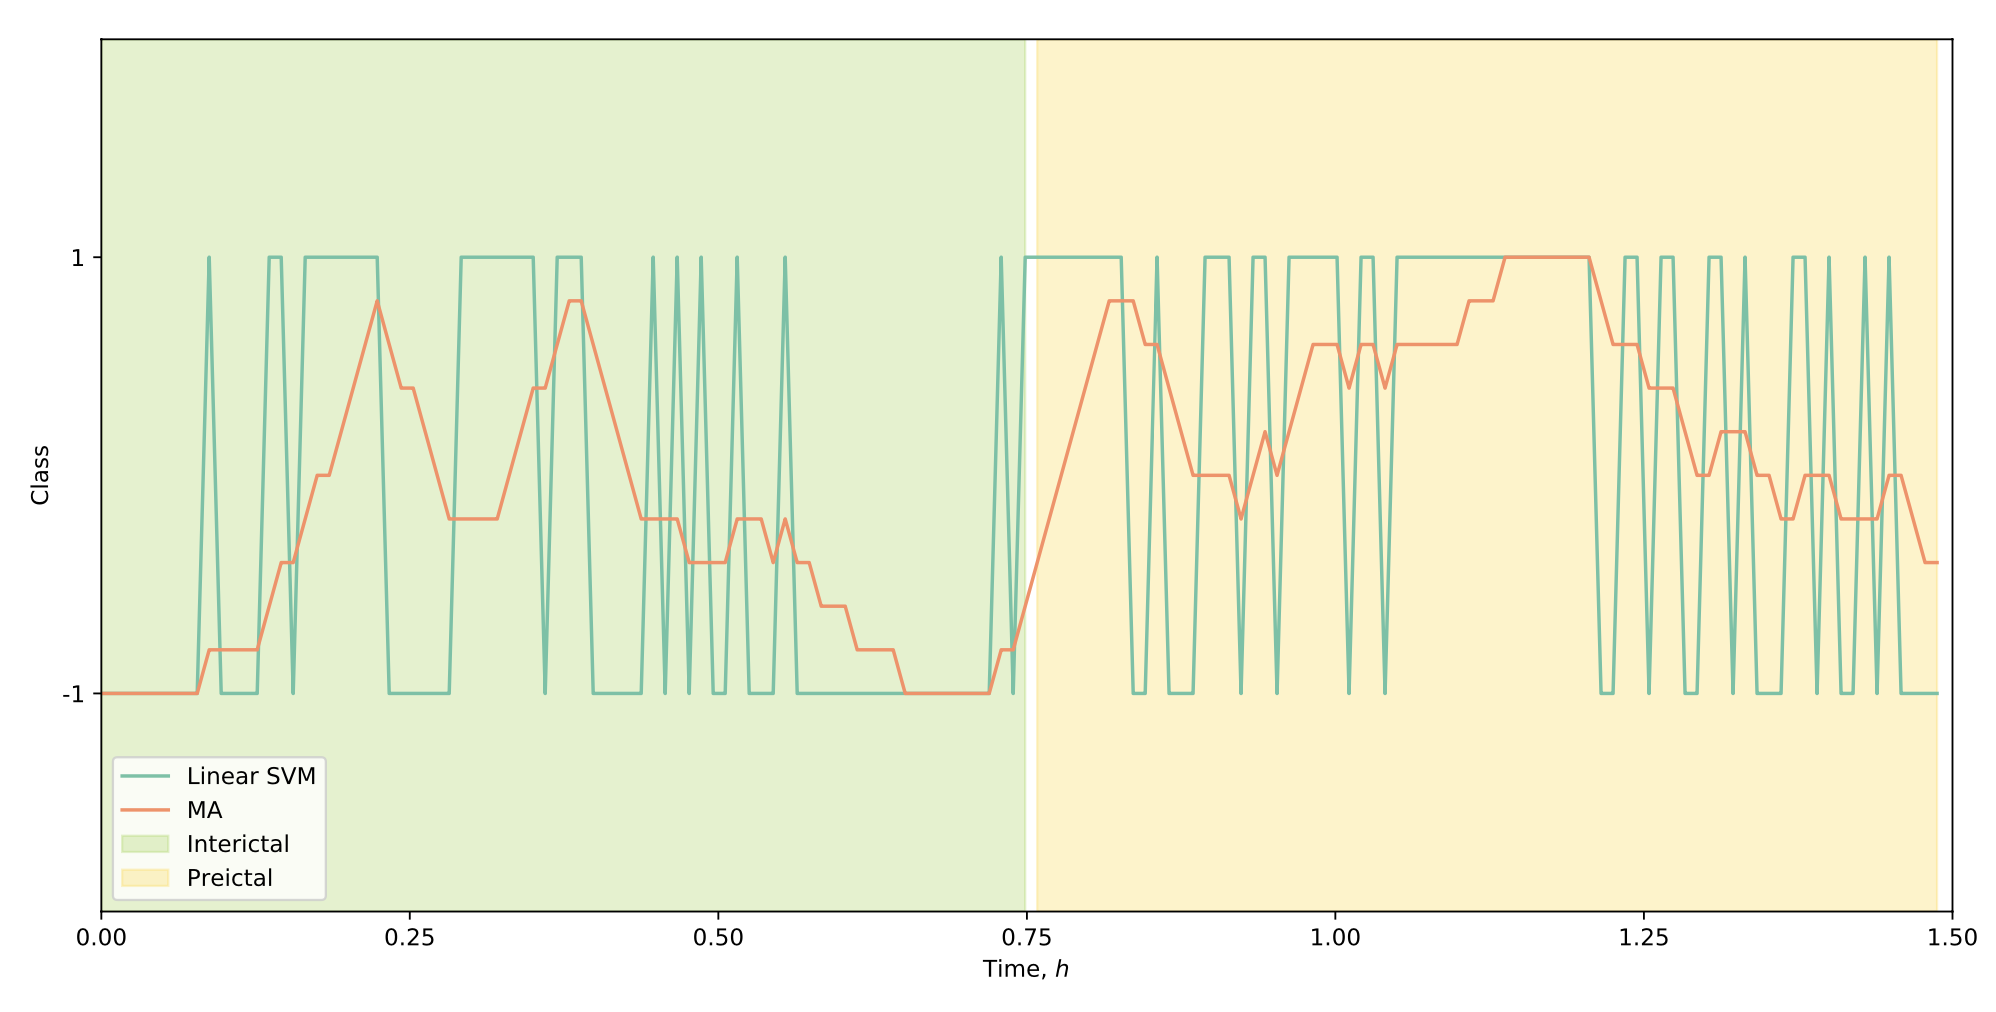 Class
1
-1
Linear SVM
MA
Interictal
Preictal
0.00 0.25 0.50 0.75 1.00 1.25 1.50
Time, h